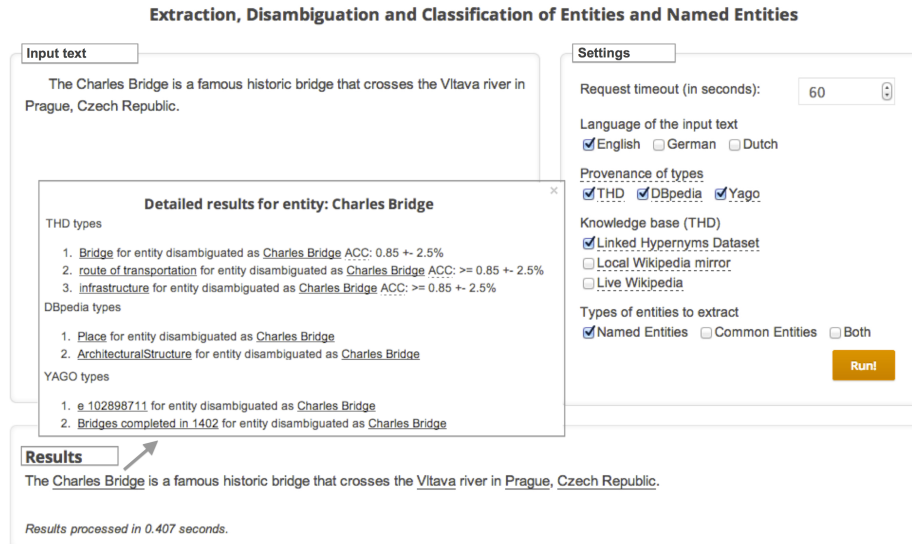 Extraction, Disambiguation and Classification of Entities and Named Entities
Input text
The Charles Bridge is a famous historic bridge that crosses the Vltava river in
Prague, Czech Republic.
Settings
Request timeout (in seconds): 60
Language of the input text
English German Dutch
Provenance of types
THD DBpedia Yago
Knowledge base (THD)
Linked Hypernyms Dataset
Local Wikipedia mirror
Live Wikipedia
Types of entities to extract
Named Entities Common Entities Both
Run!
×
Detailed results for entity: Charles Bridge
THD types
1. Bridge for entity disambiguated as Charles Bridge ACC: 0.85 +- 2.5%
2. route of transportation for entity disambiguated as Charles Bridge ACC: >= 0.85 +- 2.5%
3. infrastructure for entity disambiguated as Charles Bridge ACC: >= 0.85 +- 2.5%
DBpedia types
1. Place for entity disambiguated as Charles Bridge
2. ArchitecturalStructure for entity disambiguated as Charles Bridge
YAGO types
1. e 102898711 for entity disambiguated as Charles Bridge
2. Bridges completed in 1402 for entity disambiguated as Charles Bridge
Results
The Charles Bridge is a famous historic bridge that crosses the Vltava river in Prague, Czech Republic.
Results processed in 0.407 seconds.